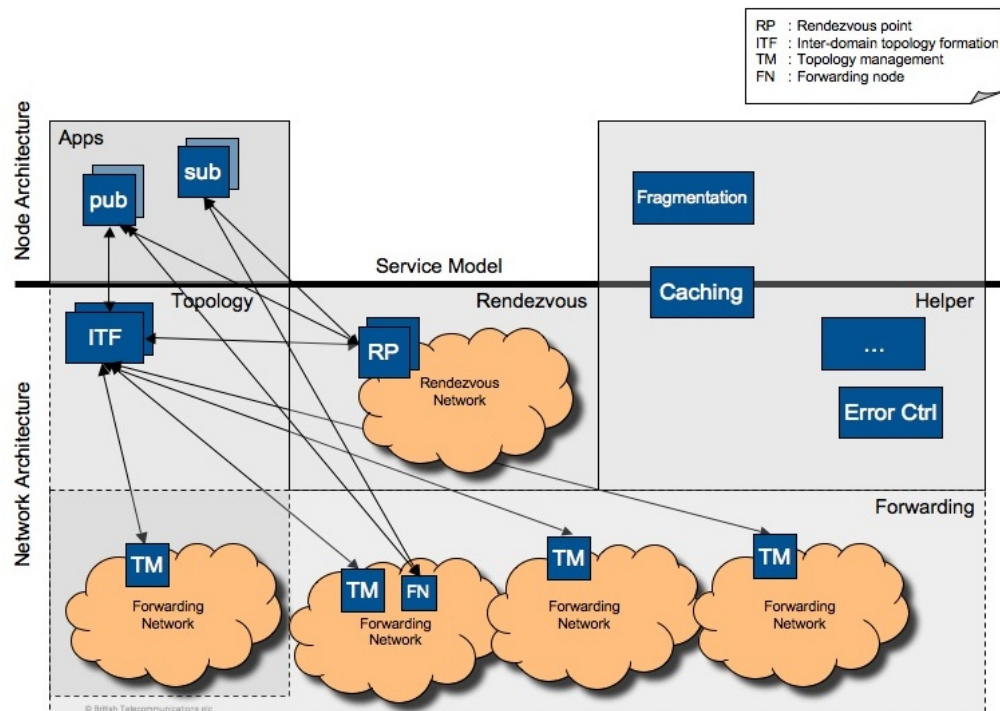 RP : Rendezvous point
ITF : Inter-domain topology formation
TM : Topology management
FN : Forwarding node
Node Architecture
Apps
pub
sub
Fragmentation
Service Model
Caching
Network Architecture
Topology
Rendezvous
Helper
ITF
RP
Rendezvous
Network
...
Error Ctrl
Forwarding
TM
Forwarding
Network
TM
FN
Forwarding
Network
TM
Forwarding
Network
TM
Forwarding
Network
© British Telecommunications plc